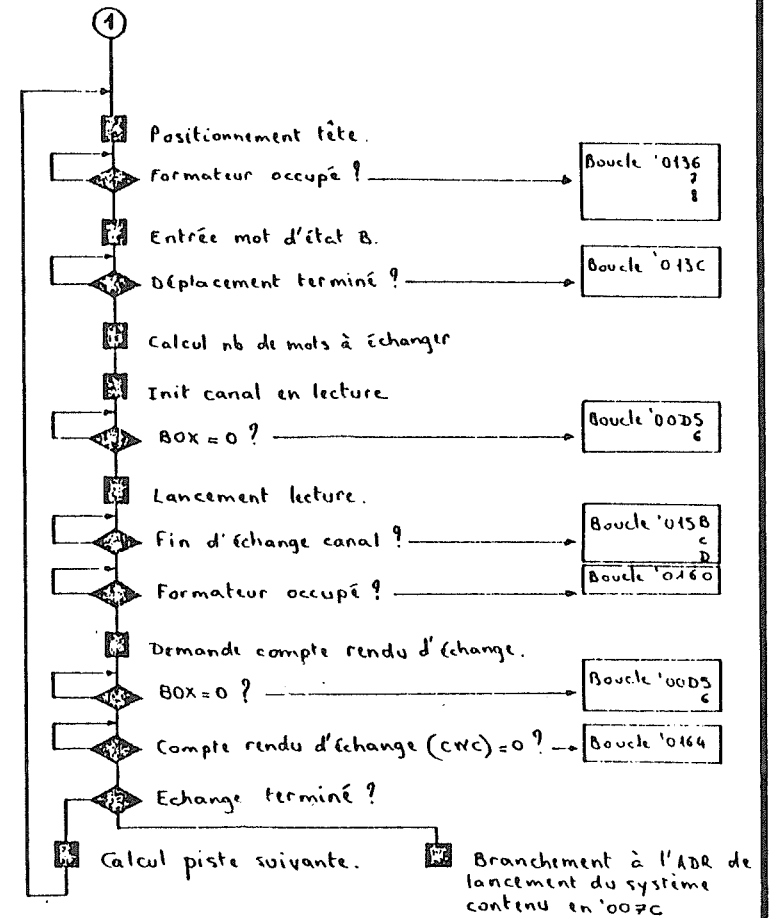 1
Positionnement tête.
Formateur occupé ?
Boucle '0136
7
8
Entrée mot d'état B.
Déplacement terminé ?
Boucle '013C
Calcul nb de mots à échanger
Init canal en lecture
BOX = 0 ?
Boucle '00D5
6
Lancement lecture.
Fin d'échange canal ?
Boucle '015B
C
D
Formateur occupé ?
Boucle '0160
Demande compte rendu d'échange.
BOX = 0 ?
Boucle '00D5
6
Compte rendu d'échange (CNC) = 0 ?
Boucle '0164
Echange terminé ?
Calcul piste suivante.
Branchement à l'ADR de
lancement du système
contenu en '007C